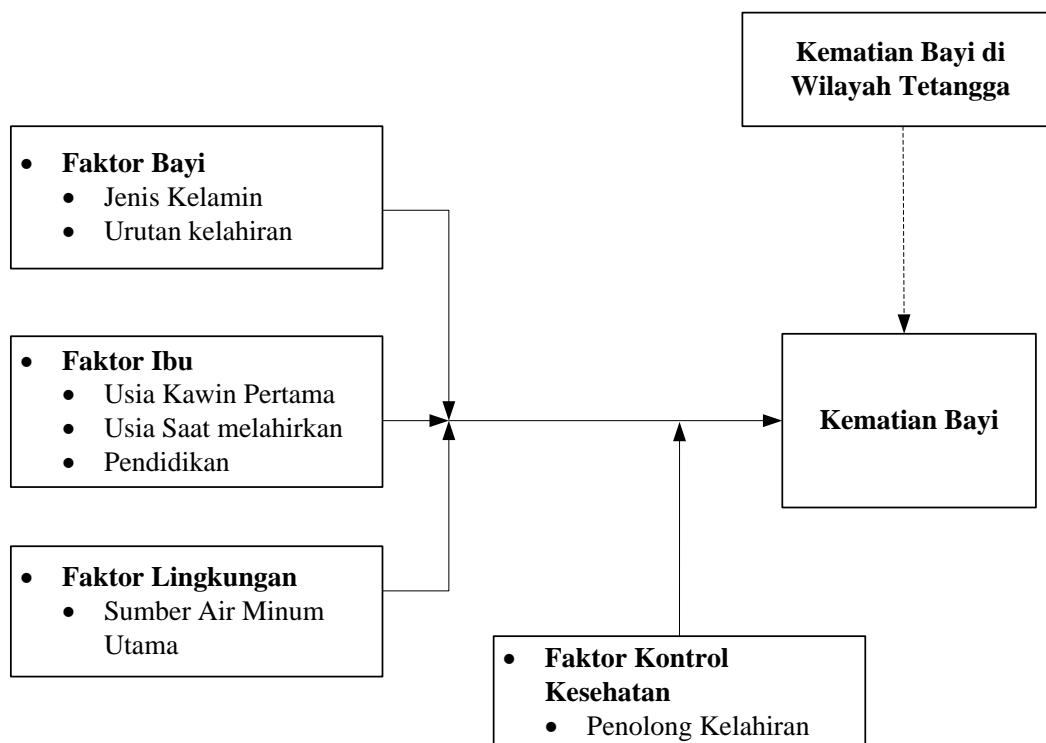 Kematian Bayi di
Wilayah Tetangga
• Faktor Bayi
• Jenis Kelamin
• Urutan kelahiran
• Faktor Ibu
• Usia Kawin Pertama
• Usia Saat melahirkan
• Pendidikan
Kematian Bayi
• Faktor Lingkungan
• Sumber Air Minum
Utama
• Faktor Kontrol
Kesehatan
• Penolong Kelahiran